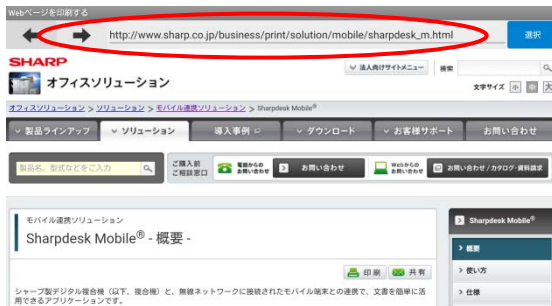 Webページを印刷する
http://www.sharp.co.jp/business/print/solution/mobile/sharpdesk_m.html
選択
SHARP
法人向けサイトメニュー 検索
オフィスソリューション
文字サイズ 小 中 大
オフィスソリューション > ソリューション > モバイル連携ソリューション > Sharpdesk Mobile®
製品ラインアップ ソリューション 導入事例 ダウンロード お客様サポート お問い合わせ
製品名、型式などをご入力
ご購入前
ご相談窓口
電話からの
お問い合わせ
お問い合わせ
Webからの
お問い合わせ
お問い合わせ/カタログ・資料請求
モバイル連携ソリューション
Sharpdesk Mobile® - 概要 -
印刷 共有
シャープ製デジタル複合機（以下、複合機）と、無線ネットワークに接続されたモバイル端末との連携で、文書を簡単に活
用できるアプリケーションです。
Sharpdesk Mobile®
> 概要
> 使い方
> 仕様